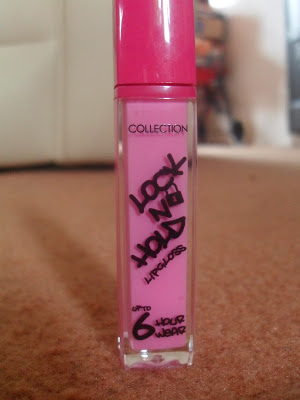 COLLECTION
LOCK
N
HOLD
LIPGLOSS
UP TO
6 HOUR
WEAR